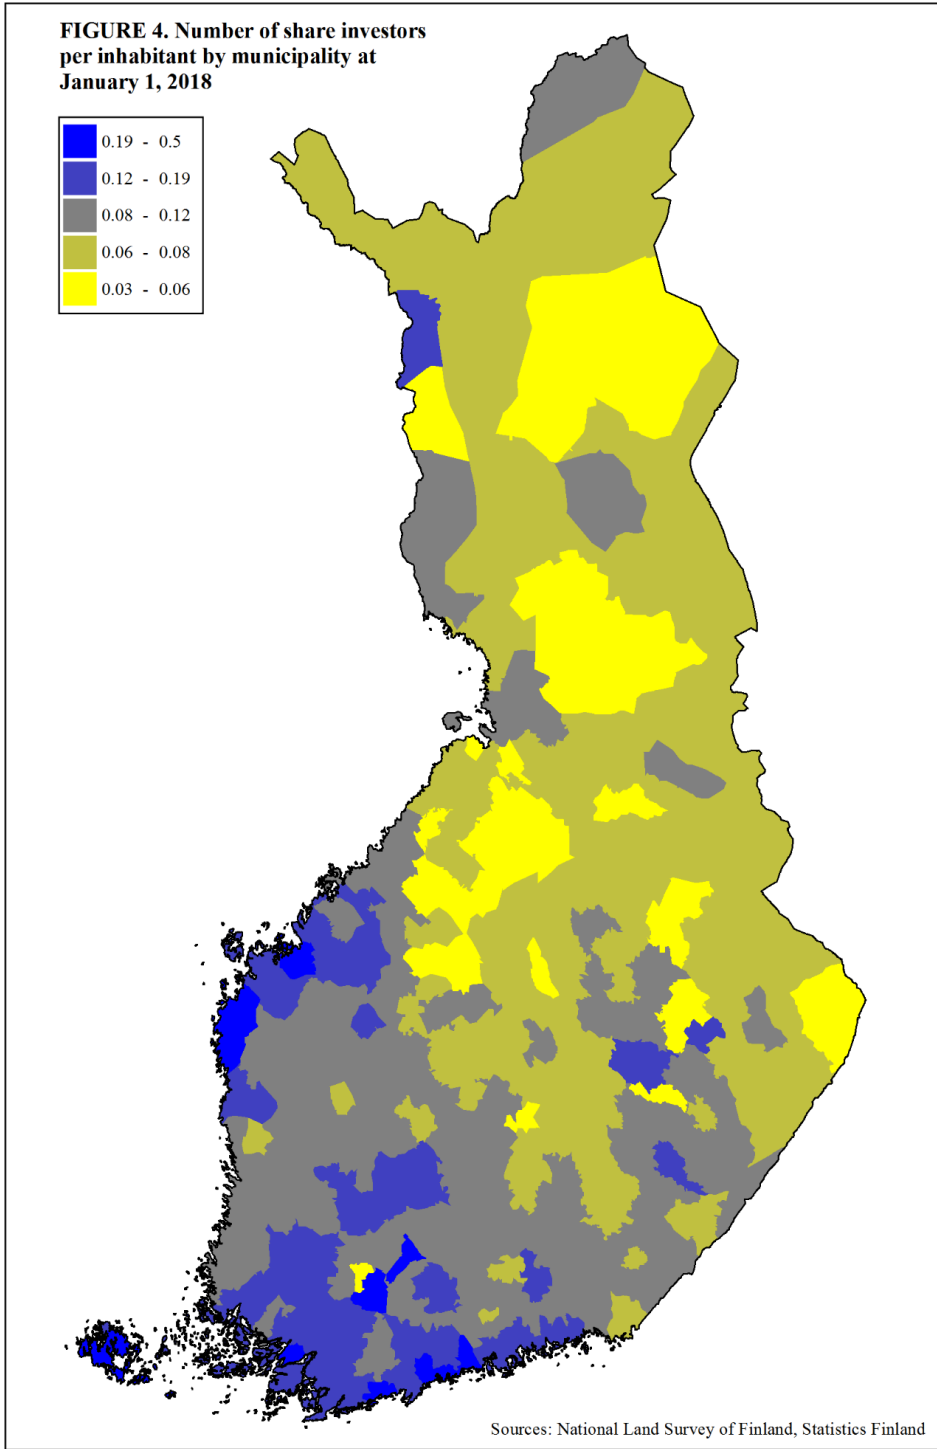 FIGURE 4. Number of share investors
per inhabitant by municipality at
January 1, 2018
0.19 - 0.5
0.12 - 0.19
0.08 - 0.12
0.06 - 0.08
0.03 - 0.06
Sources: National Land Survey of Finland, Statistics Finland